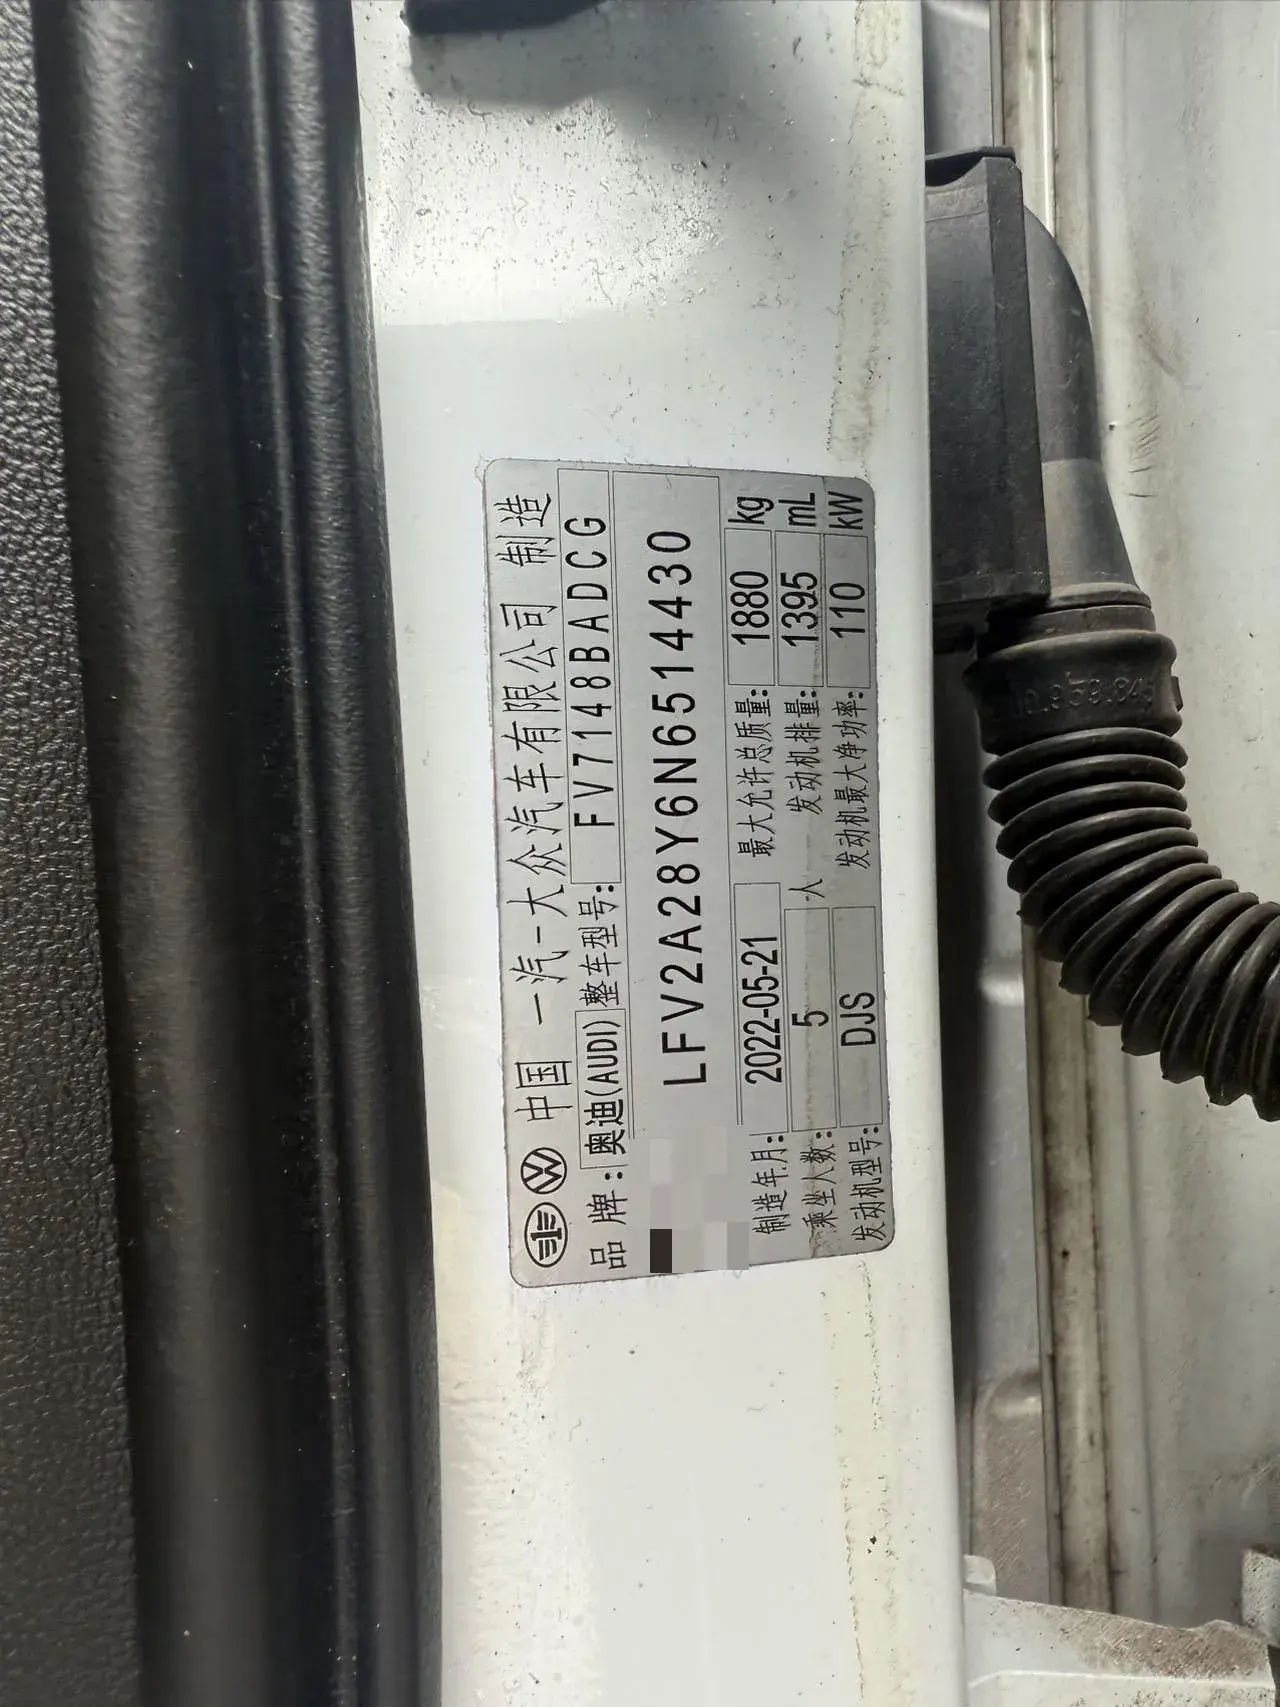 中国 一汽-大众汽车有限公司 制造
品牌:奥迪(AUDI) 整车型号: FV7148BADCG
LFV2A28Y6N6514430
制造年月: 2022-05-21 最大允许总质量: 1880 kg
乘坐人数: 5 人 发动机排量: 1395 mL
发动机型号: DJS 发动机最大净功率: 110 kW